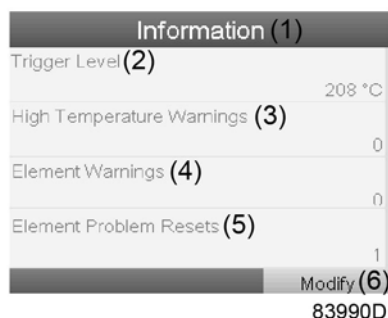 Information (1)
Trigger Level (2)
208 °C
High Temperature Warnings (3)
0
Element Warnings (4)
0
Element Problem Resets (5)
1
Modify (6)
83990D